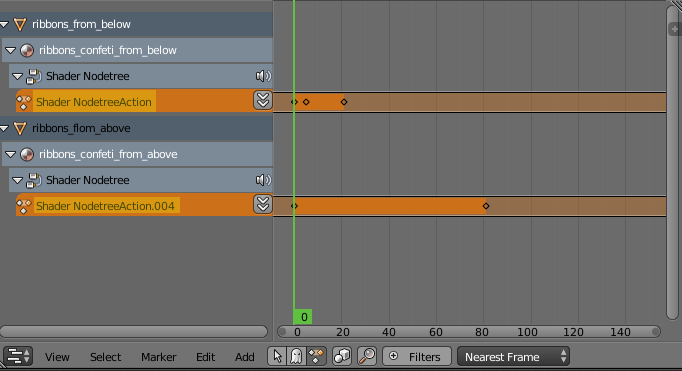 ribbons_from_below
ribbons_confeti_from_below
Shader Nodetree
Shader NodetreeAction
ribbons_flom_above
ribbons_confeti_from_above
Shader Nodetree
Shader NodetreeAction.004
0
0 20 40 60 80 100 120 140
View Select Marker Edit Add Filters Nearest Frame